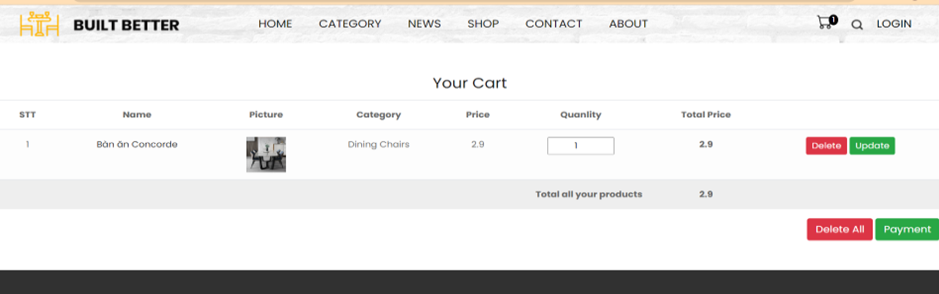 BUILT BETTER HOME CATEGORY NEWS SHOP CONTACT ABOUT 1 LOGIN
Your Cart
STT Name Picture Category Price Quanlity Total Price
1 Bàn ăn Concorde Dining Chairs 2.9 1 2.9 Delete Update
Total all your products 2.9
Delete All Payment